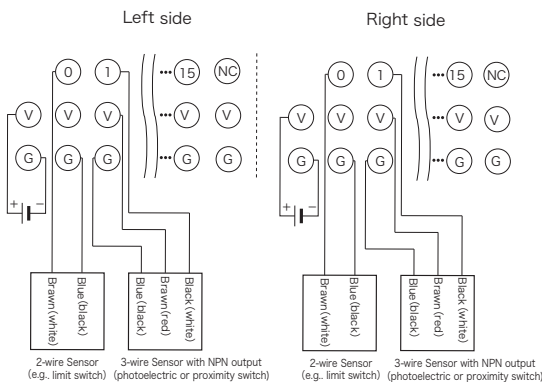 Left side
Right side
0 1 ••• 15 NC
V V V ••• V V
G G G ••• G G
+ −
Brawn(white)
Blue(black)
Blue(black)
Brawn(red)
Black(white)
2-wire Sensor
(e.g.. limit switch)
3-wire Sensor with NPN output
(photoelectric or proximity switch)
0 1 ••• 15 NC
V V V ••• V V
G G G ••• G G
+ −
Brawn(white)
Blue(black)
Blue(black)
Brawn(red)
Black(white)
2-wire Sensor
(e.g.. limit switch)
3-wire Sensor with NPN output
(photoelectric or proximity switch)